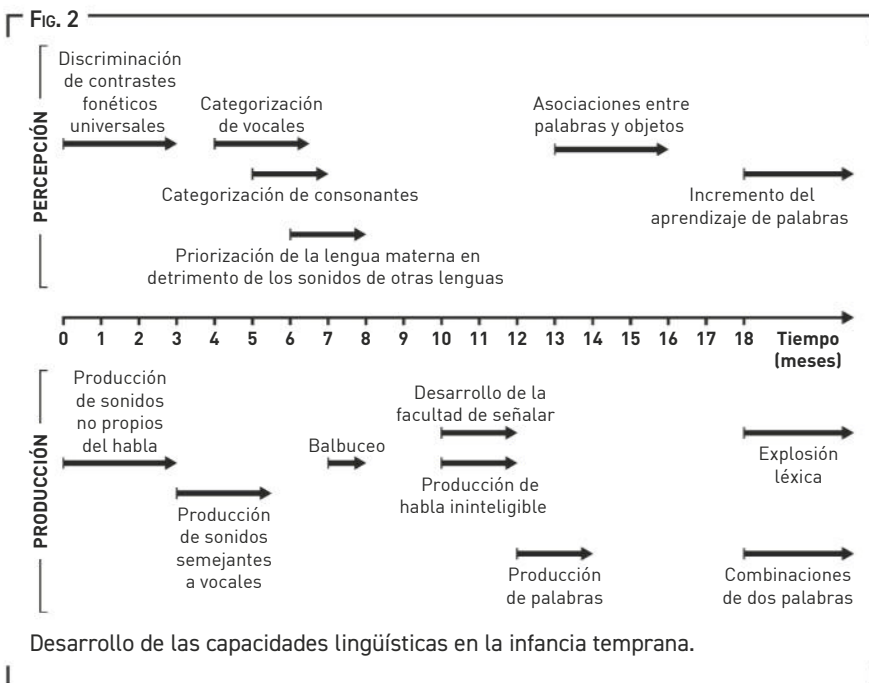 FIG. 2
PERCEPCIÓN
Discriminación
de contrastes
fonéticos
universales
Categorización
de vocales
Categorización de consonantes
Priorización de la lengua materna en
detrimento de los sonidos de otras lenguas
Asociaciones entre
palabras y objetos
Incremento del
aprendizaje de palabras
0 1 2 3 4 5 6 7 8 9 10 11 12 13 14 15 16 17 18 Tiempo
(meses)
PRODUCCIÓN
Producción
de sonidos
no propios
del habla
Producción
de sonidos
semejantes
a vocales
Balbuceo
Desarrollo de la
facultad de señalar
Producción de
habla ininteligible
Producción
de palabras
Explosión
léxica
Combinaciones
de dos palabras
Desarrollo de las capacidades lingüísticas en la infancia temprana.